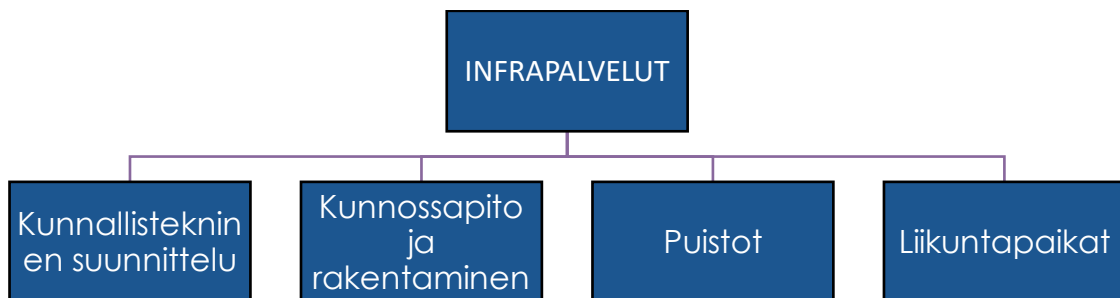 INFRAPALVELUT
Kunnallisteknin
en suunnittelu
Kunnossapito
ja
rakentaminen
Puistot
Liikuntapaikat